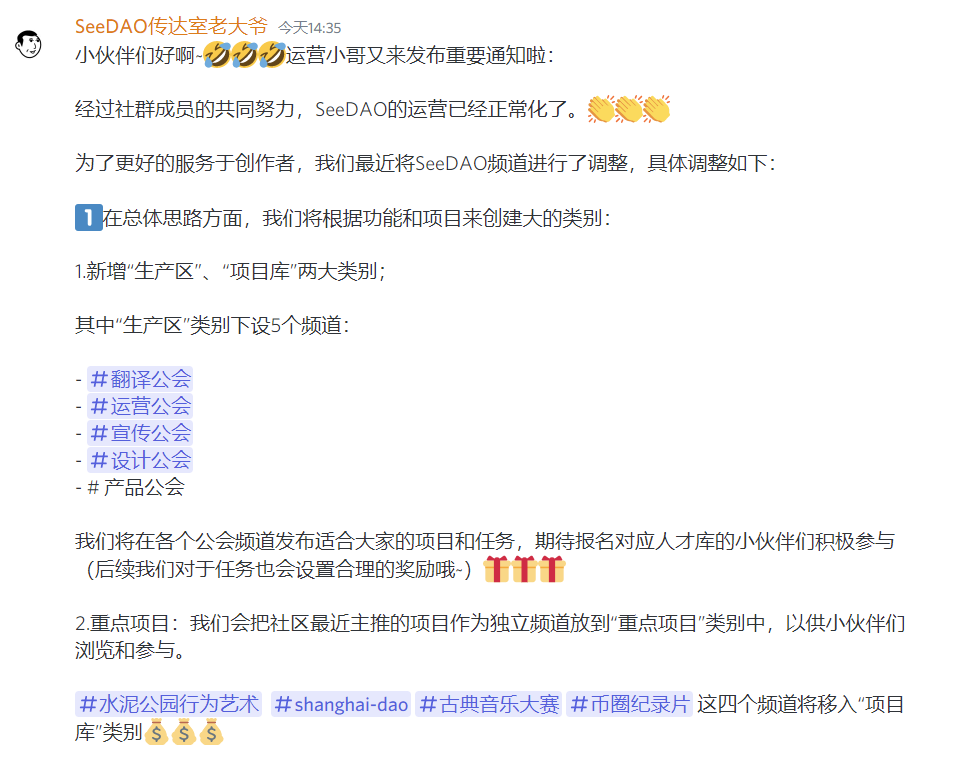 SeeDAO传达室老大爷 今天14:35
小伙伴们好啊~🤣🤣🤣运营小哥又来发布重要通知啦：
经过社群成员的共同努力，SeeDAO的运营已经正常化了。👏👏👏
为了更好的服务于创作者，我们最近将SeeDAO频道进行了调整，具体调整如下：
1️⃣在总体思路方面，我们将根据功能和项目来创建大的类别：
1.新增“生产区”、“项目库”两大类别；
其中“生产区”类别下设5个频道：
- #翻译公会
- #运营公会
- #宣传公会
- #设计公会
- # 产品公会
我们将在各个公会频道发布适合大家的项目和任务，期待报名对应人才库的小伙伴们积极参与
（后续我们对于任务也会设置合理的奖励哦~）🎁🎁🎁
2.重点项目：我们会把社区最近主推的项目作为独立频道放到“重点项目”类别中，以供小伙伴们
浏览和参与。
#水泥公园行为艺术 #shanghai-dao #古典音乐大赛 #币圈纪录片 这四个频道将移入“项目
库”类别💰💰💰